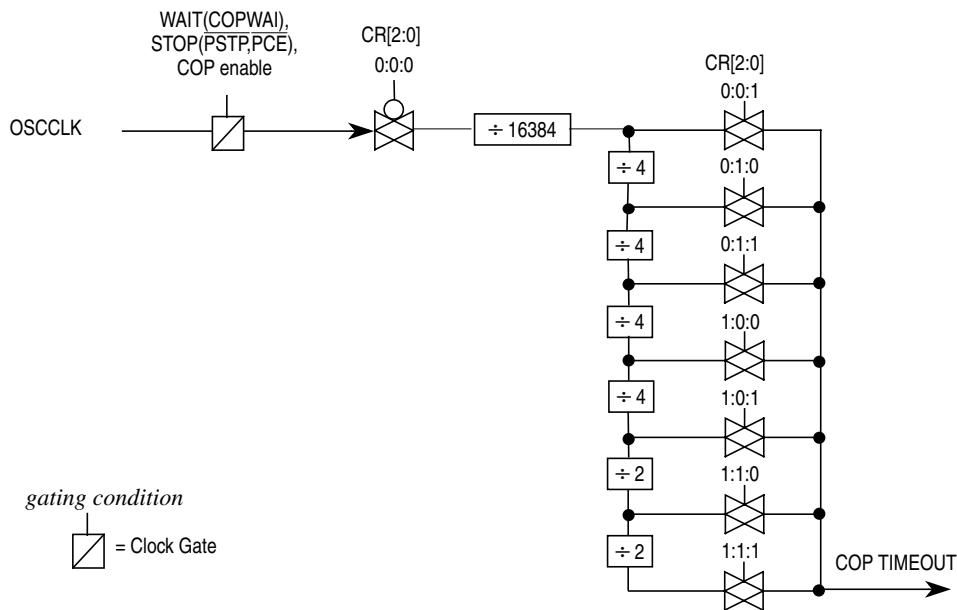 WAIT(COPWAI),
STOP(PSTP,PCE),
COP enable
CR[2:0]
0:0:0
CR[2:0]
0:0:1
OSCCLK
÷ 16384
÷ 4
0:1:0
÷ 4
0:1:1
÷ 4
1:0:0
÷ 4
1:0:1
÷ 2
1:1:0
gating condition
= Clock Gate
÷ 2
1:1:1
COP TIMEOUT